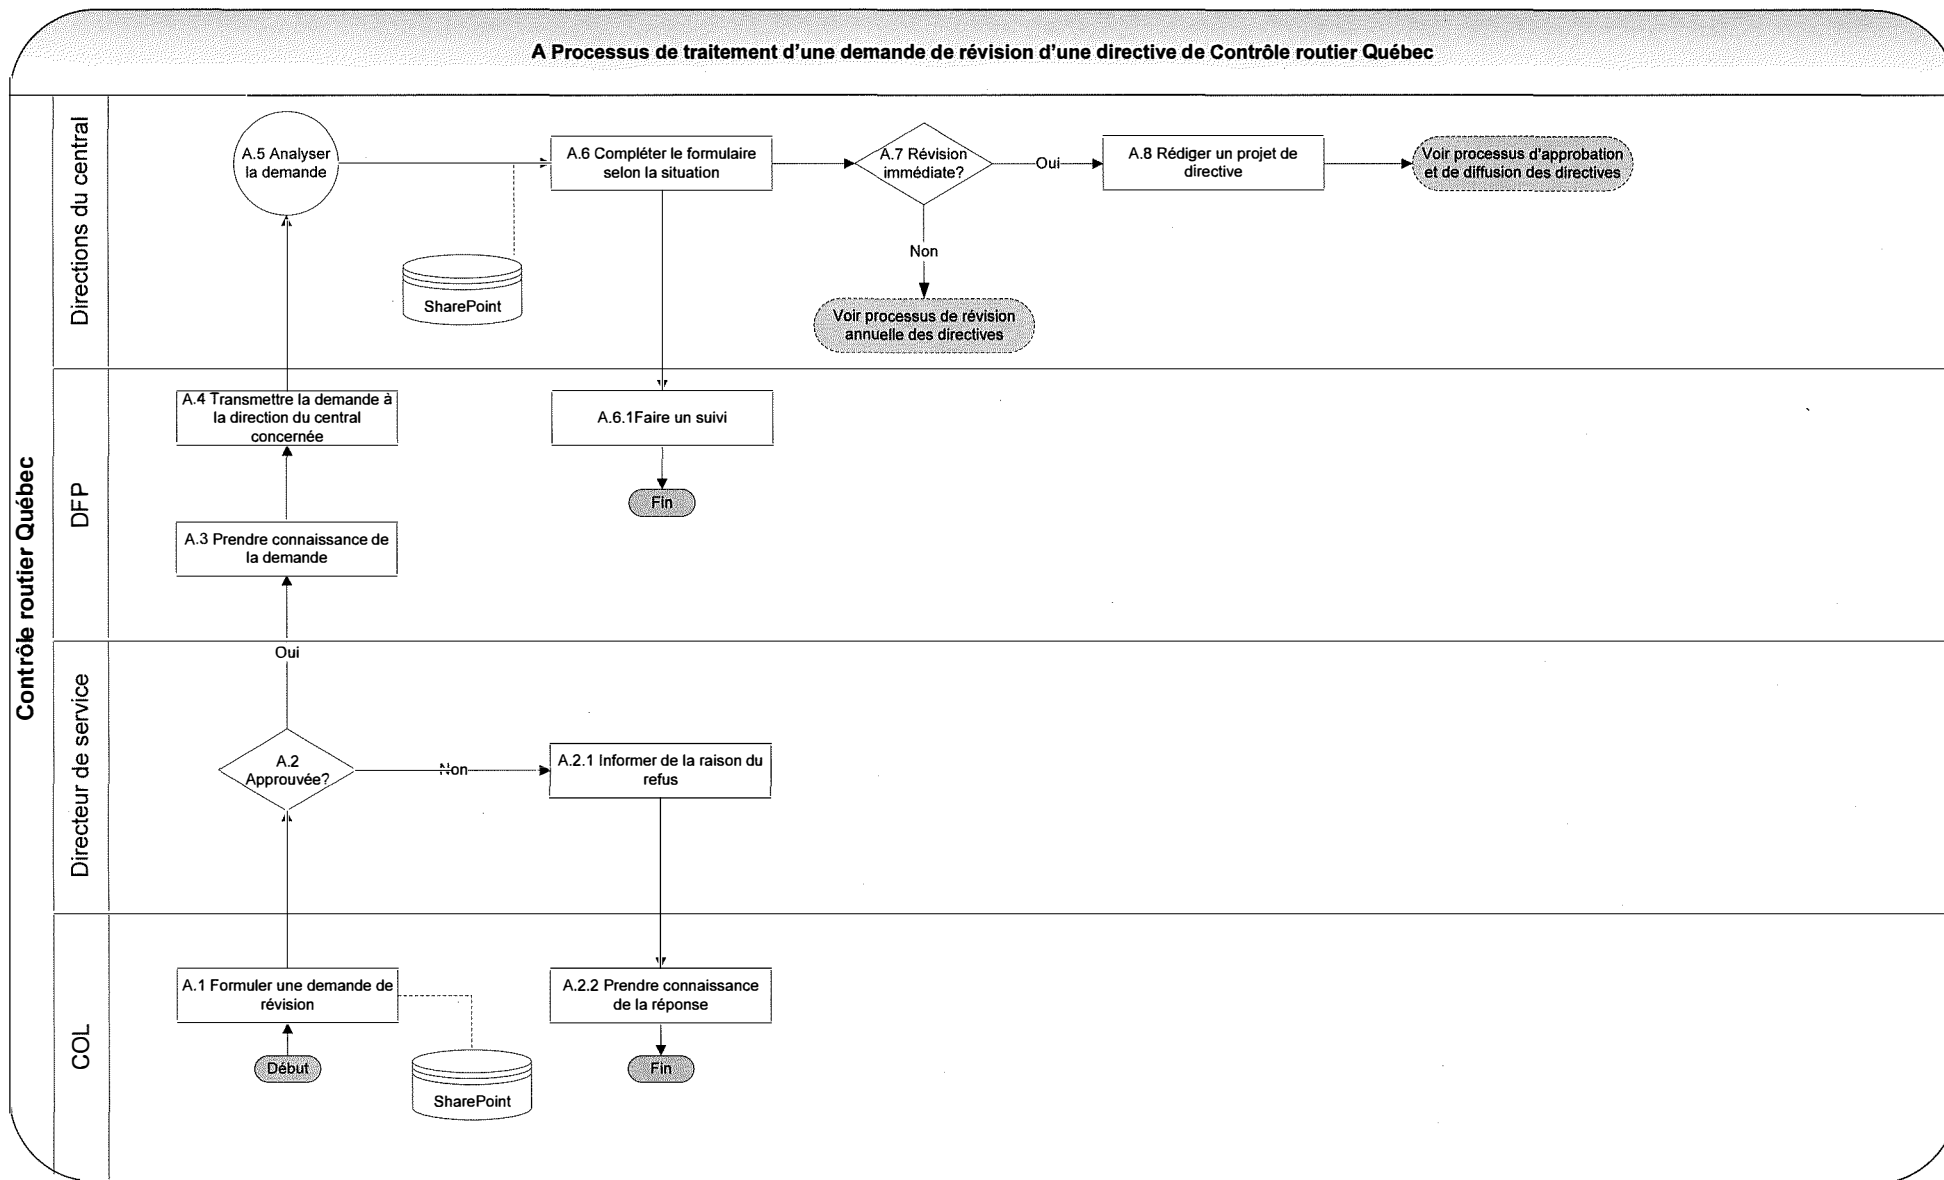 A Processus de traitement d'une demande de révision d'une directive de Contrôle routier Québec
Contrôle routier Québec
Directions du central
A.5 Analyser
la demande
A.6 Compléter le formulaire
selon la situation
A.7 Révision
immédiate?
Oui
A.8 Rédiger un projet de
directive
Voir processus d'approbation
et de diffusion des directives
Non
SharePoint
Voir processus de révision
annuelle des directives
DFP
A.4 Transmettre la demande à
la direction du central
concernée
A.6.1Faire un suivi
Fin
A.3 Prendre connaissance de
la demande
Directeur de service
Oui
A.2
Approuvée?
Non
A.2.1 Informer de la raison du
refus
COL
A.1 Formuler une demande de
révision
A.2.2 Prendre connaissance
de la réponse
Début
Fin
SharePoint